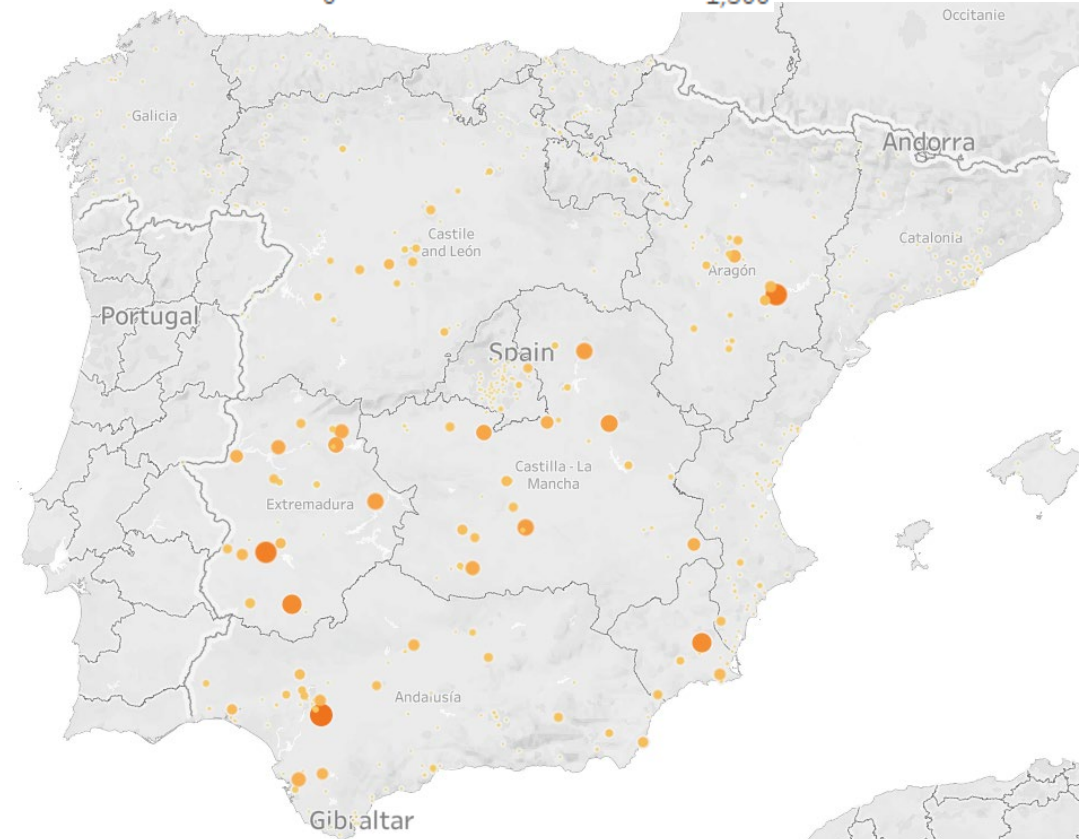 Occitanie
Galicia
Andorra
Castile
and León
Catalonia
Aragón
Portugal
Spain
Castilla - La
Mancha
Extremadura
Andalusía
Gibraltar